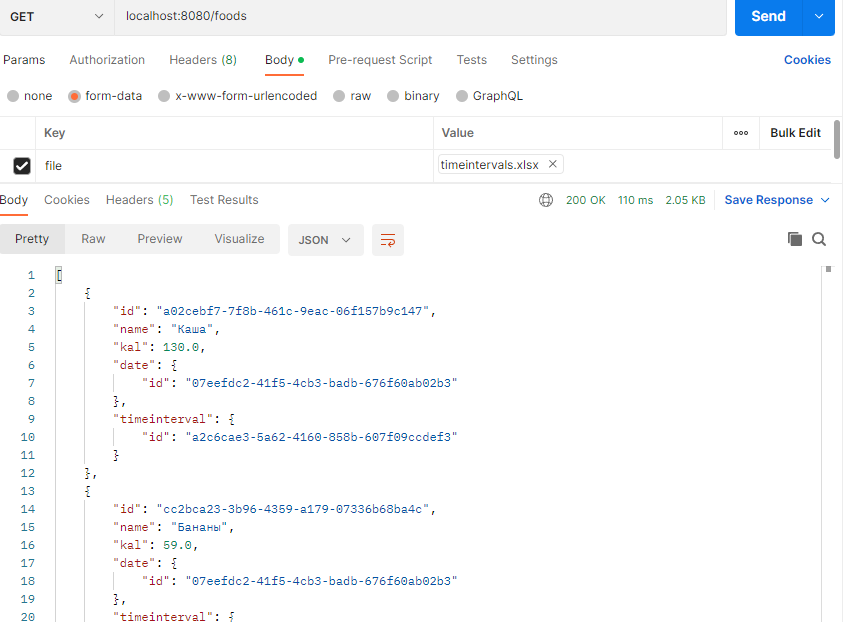 GET localhost:8080/foods Send
Params Authorization Headers (8) Body Pre-request Script Tests Settings Cookies
none form-data x-www-form-urlencoded raw binary GraphQL
Key Value Bulk Edit
file timeintervals.xlsx
Body Cookies Headers (5) Test Results 200 OK 110 ms 2.05 KB Save Response
Pretty Raw Preview Visualize JSON
1 [
2 {
3 "id": "a02cebf7-7f8b-461c-9eac-06f157b9c147",
4 "name": "Каша",
5 "kal": 130.0,
6 "date": {
7 "id": "07eefdc2-41f5-4cb3-badb-676f60ab02b3"
8 },
9 "timeinterval": {
10 "id": "a2c6cae3-5a62-4160-858b-607f09ccdef3"
11 }
12 },
13 {
14 "id": "cc2bca23-3b96-4359-a179-07336b68ba4c",
15 "name": "Бананы",
16 "kal": 59.0,
17 "date": {
18 "id": "07eefdc2-41f5-4cb3-badb-676f60ab02b3"
19 },
20 "timeinterval": {